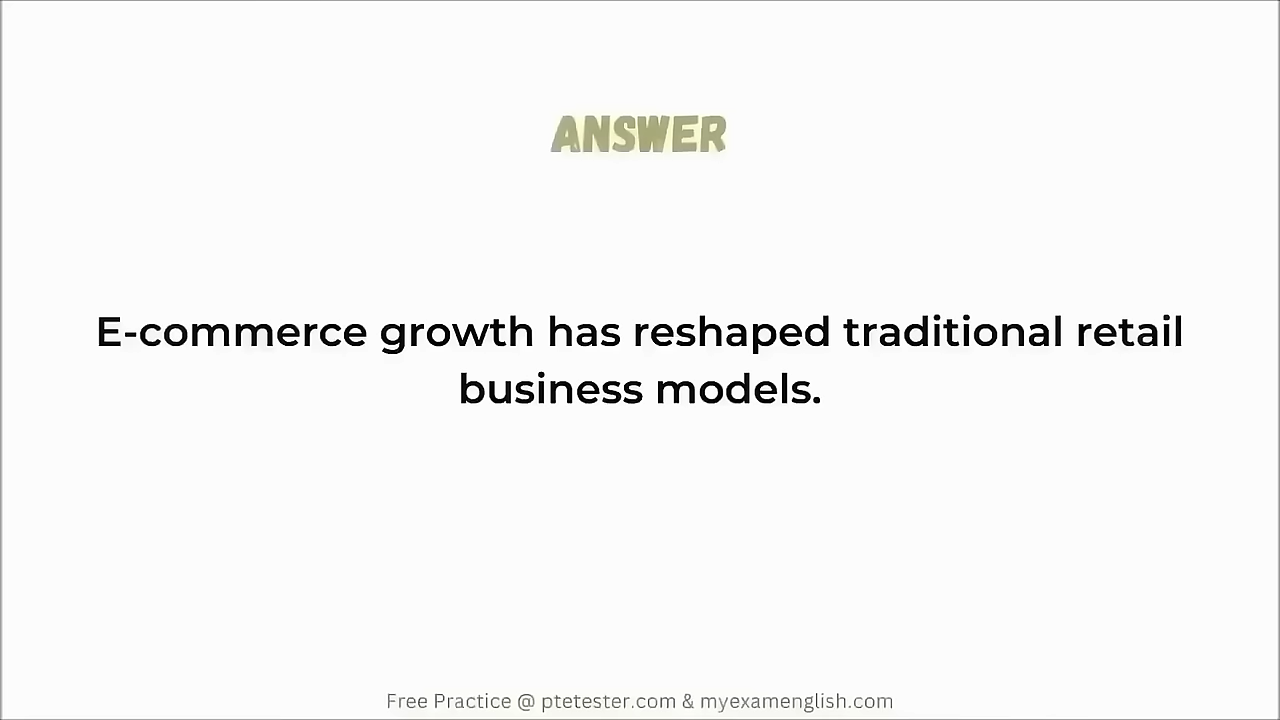 ANSWER
E-commerce growth has reshaped traditional retail
business models.
Free Practice @ ptetester.com & myexamenglish.com